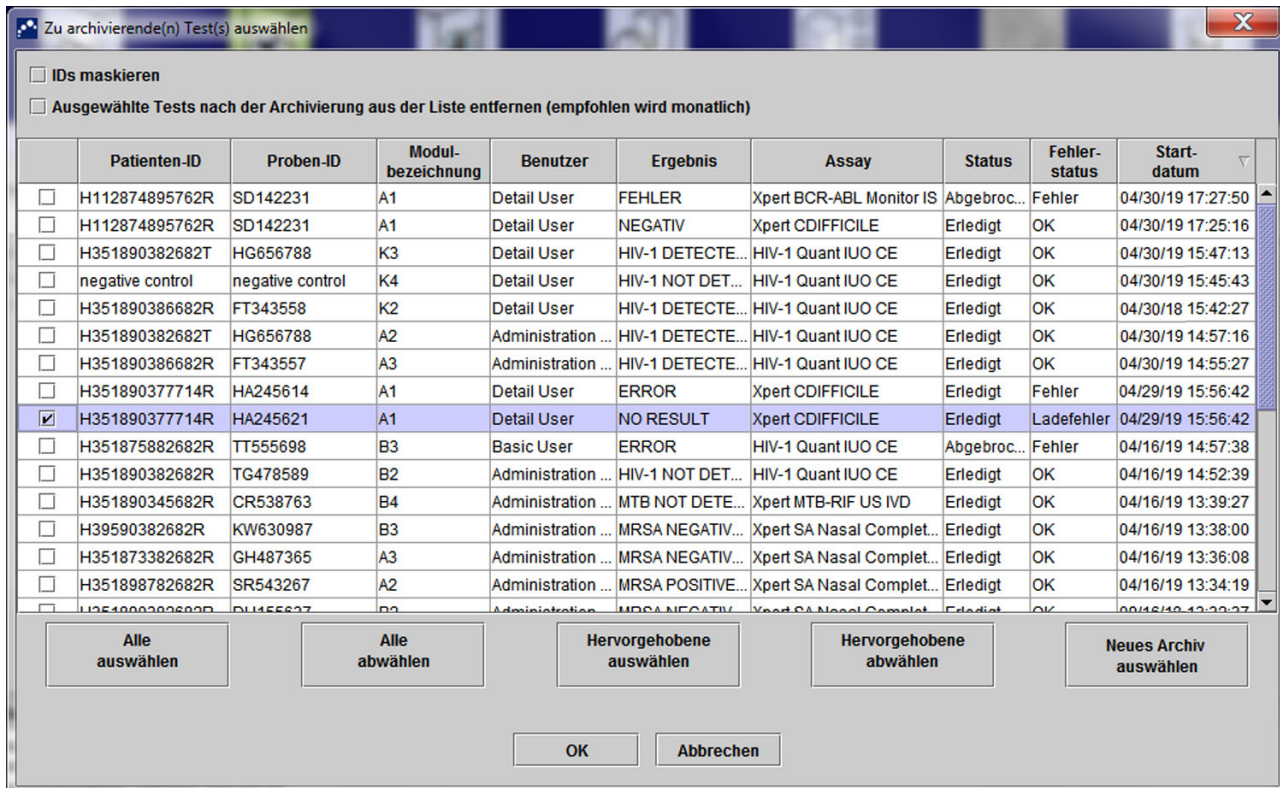 Zu archivierende(n) Test(s) auswählen
IDs maskieren
Ausgewählte Tests nach der Archivierung aus der Liste entfernen (empfohlen wird monatlich)
Patienten-ID Proben-ID Modul-bezeichnung Benutzer Ergebnis Assay Status Fehler-status Start-datum
H112874895762R SD142231 A1 Detail User FEHLER Xpert BCR-ABL Monitor IS Abgebroc... Fehler 04/30/19 17:27:50
H112874895762R SD142231 A1 Detail User NEGATIV Xpert CDIFFICILE Erledigt OK 04/30/19 17:25:16
H351890382682T HG656788 K3 Detail User HIV-1 DETECTE... HIV-1 Quant IUO CE Erledigt OK 04/30/19 15:47:13
negative control negative control K4 Detail User HIV-1 NOT DET... HIV-1 Quant IUO CE Erledigt OK 04/30/19 15:45:43
H351890386682R FT343558 K2 Detail User HIV-1 DETECTE... HIV-1 Quant IUO CE Erledigt OK 04/30/18 15:42:27
H351890382682T HG656788 A2 Administration ... HIV-1 DETECTE... HIV-1 Quant IUO CE Erledigt OK 04/30/19 14:57:16
H351890386682R FT343557 A3 Administration ... HIV-1 DETECTE... HIV-1 Quant IUO CE Erledigt OK 04/30/19 14:55:27
H351890377714R HA245614 A1 Detail User ERROR Xpert CDIFFICILE Erledigt Fehler 04/29/19 15:56:42
H351890377714R HA245621 A1 Detail User NO RESULT Xpert CDIFFICILE Erledigt Ladefehler 04/29/19 15:56:42
H351875882682R TT555698 B3 Basic User ERROR HIV-1 Quant IUO CE Abgebroc... Fehler 04/16/19 14:57:38
H351890382682R TG478589 B2 Administration ... HIV-1 NOT DET... HIV-1 Quant IUO CE Erledigt OK 04/16/19 14:52:39
H351890345682R CR538763 B4 Administration ... MTB NOT DETE... Xpert MTB-RIF US IVD Erledigt OK 04/16/19 13:39:27
H39590382682R KW630987 B3 Administration ... MRSA NEGATIV... Xpert SA Nasal Complet... Erledigt OK 04/16/19 13:38:00
H351873382682R GH487365 A3 Administration ... MRSA NEGATIV... Xpert SA Nasal Complet... Erledigt OK 04/16/19 13:36:08
H351898782682R SR543267 A2 Administration ... MRSA POSITIVE... Xpert SA Nasal Complet... Erledigt OK 04/16/19 13:34:19
Administration ... MRSA NEGATIV... Xpert SA Nasal Complet... Erledigt OK
Alle auswählen
Alle abwählen
Hervorgehobene auswählen
Hervorgehobene abwählen
Neues Archiv auswählen
OK
Abbrechen